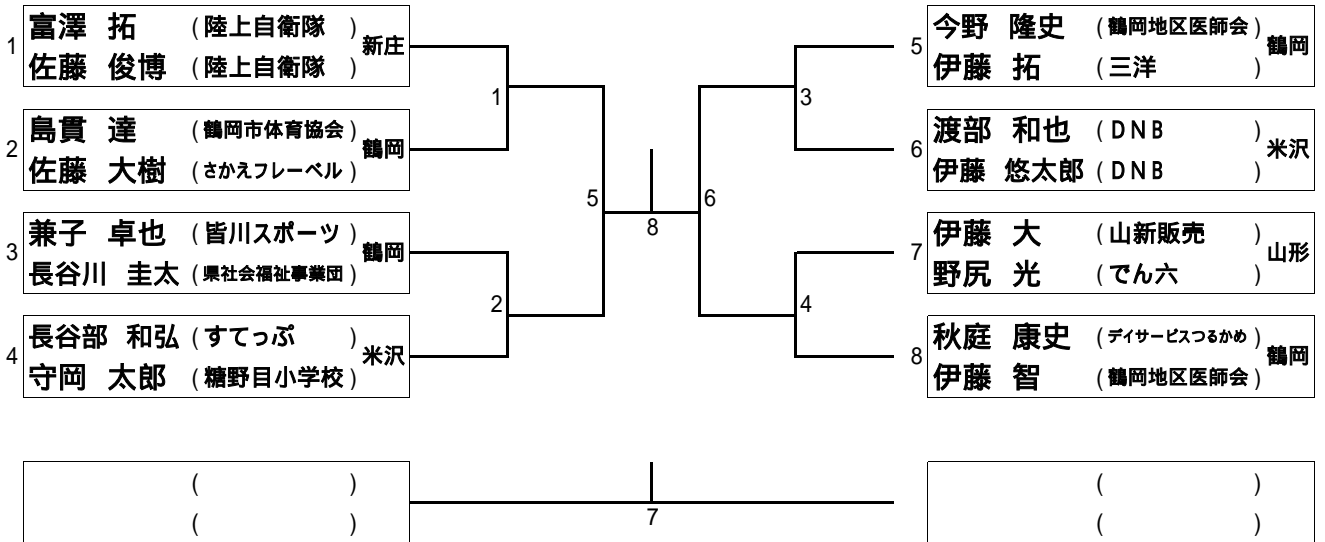 1 富澤 拓 (陸上自衛隊) 新庄
佐藤 俊博 (陸上自衛隊)
2 島貫 達 (鶴岡市体育協会) 鶴岡
佐藤 大樹 (さかえフレーベル)
3 兼子 卓也 (皆川スポーツ) 鶴岡
長谷川 圭太 (県社会福祉事業団)
4 長谷部 和弘 (すてっぷ) 米沢
守岡 太郎 (糖野目小学校)
1
2
5
8
6
3
4
5 今野 隆史 (鶴岡地区医師会) 鶴岡
伊藤 拓 (三洋)
6 渡部 和也 (DNB) 米沢
伊藤 悠太郎 (DNB)
7 伊藤 大 (山新販売) 山形
野尻 光 (でん六)
8 秋庭 康史 (デイサービスつるかめ) 鶴岡
伊藤 智 (鶴岡地区医師会)
( )
( )
7
( )
( )